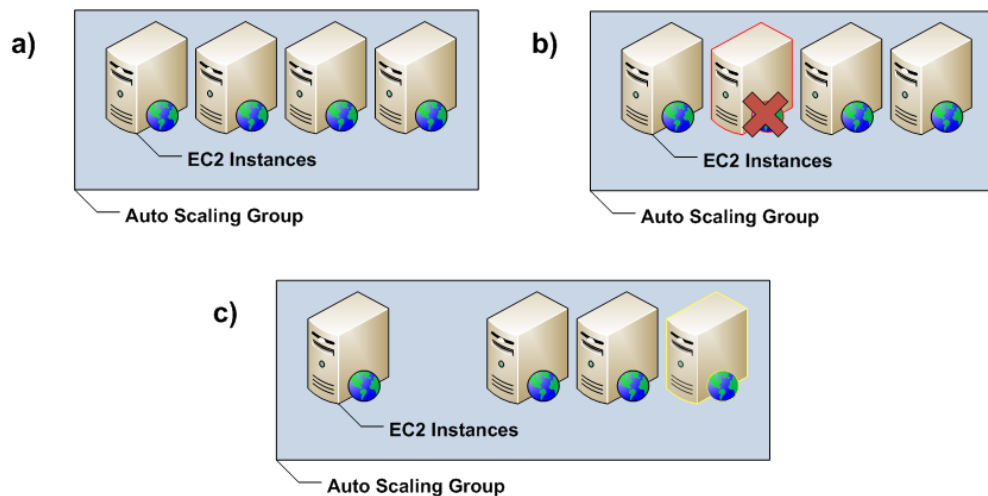 a)
EC2 Instances
Auto Scaling Group
b)
EC2 Instances
Auto Scaling Group
c)
EC2 Instances
Auto Scaling Group